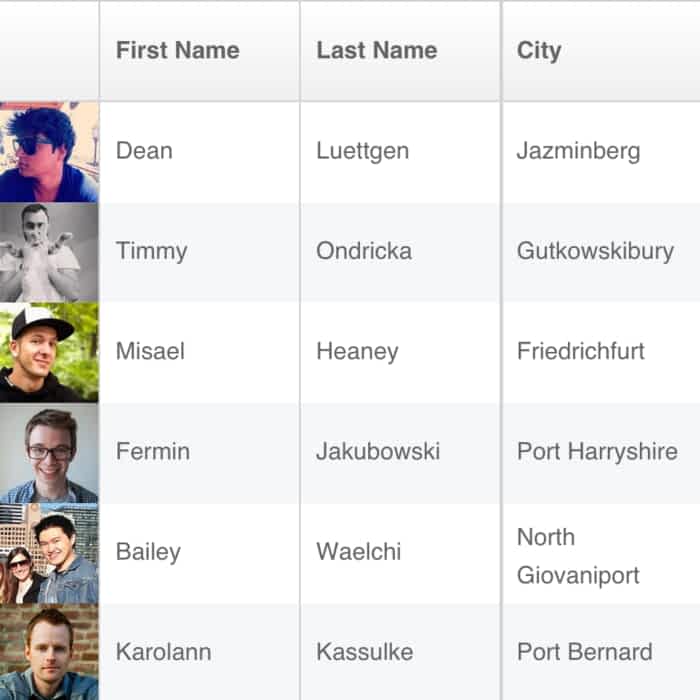 First Name Last Name City
Dean Luettgen Jazminberg
Timmy Ondricka Gutkowskibury
Misael Heaney Friedrichfurt
Fermin Jakubowski Port Harryshire
Bailey Waelchi North
Giovaniport
Karolann Kassulke Port Bernard